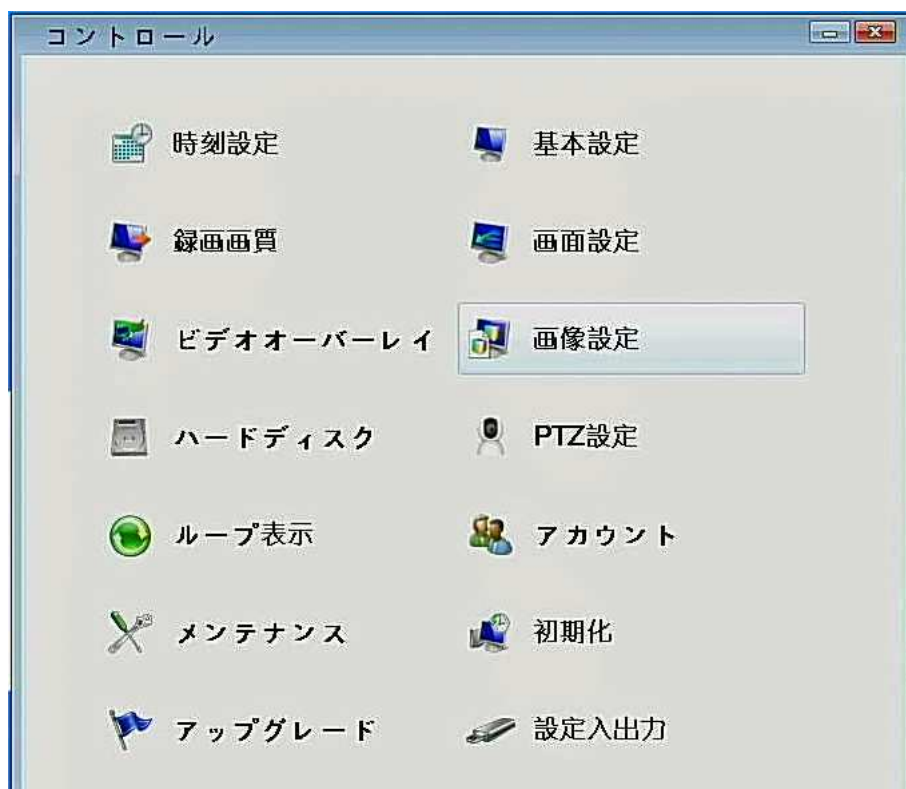 コントロール
時刻設定 基本設定
録画画質 画面設定
ビデオオーバーレイ 画像設定
ハードディスク PTZ設定
ループ表示 アカウント
メンテナンス 初期化
アップグレード 設定入出力